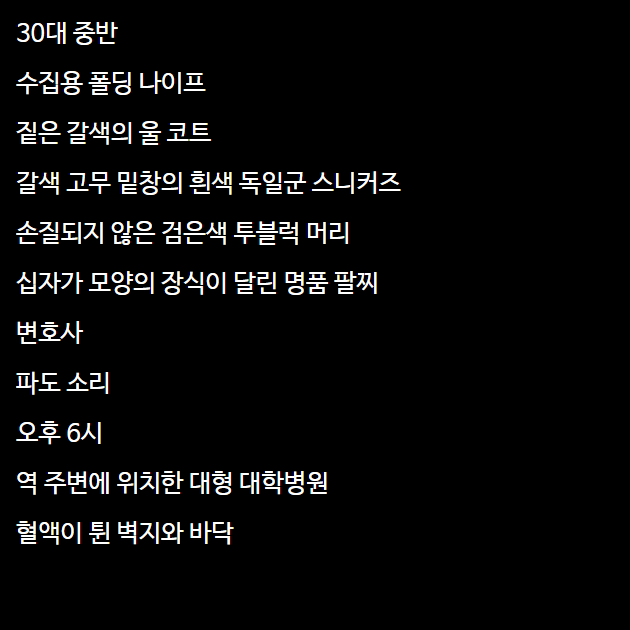 30대 중반
수집용 폴딩 나이프
짙은 갈색의 울 코트
갈색 고무 밑창의 흰색 독일군 스니커즈
손질되지 않은 검은색 투블럭 머리
십자가 모양의 장식이 달린 명품 팔찌
변호사
파도 소리
오후 6시
역 주변에 위치한 대형 대학병원
혈액이 튄 벽지와 바닥